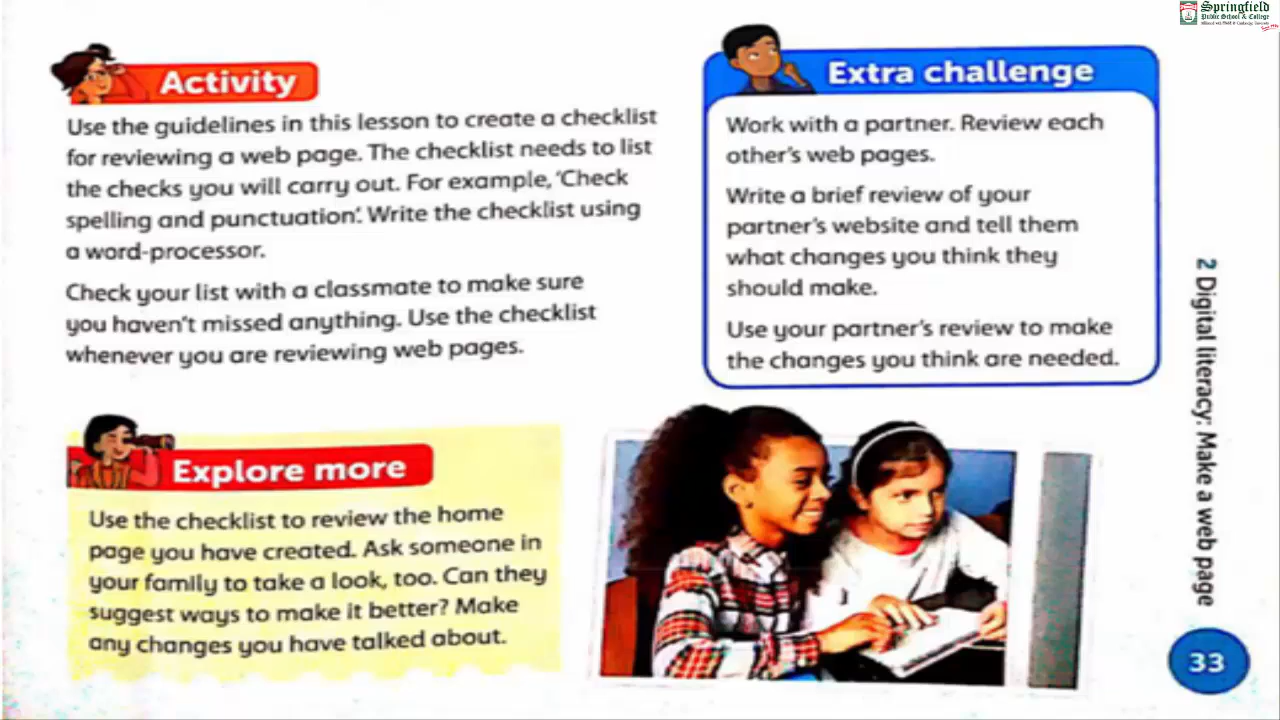 Springfield
Public School & College
Activity
Use the guidelines in this lesson to create a checklist
for reviewing a web page. The checklist needs to list
the checks you will carry out. For example, 'Check
spelling and punctuation'. Write the checklist using
a word-processor.
Check your list with a classmate to make sure
you haven't missed anything. Use the checklist
whenever you are reviewing web pages.
Extra challenge
Work with a partner. Review each
other's web pages.
Write a brief review of your
partner's website and tell them
what changes you think they
should make.
Use your partner's review to make
the changes you think are needed.
Explore more
Use the checklist to review the home
page you have created. Ask someone in
your family to take a look, too. Can they
suggest ways to make it better? Make
any changes you have talked about.
2 Digital literacy: Make a web page
33